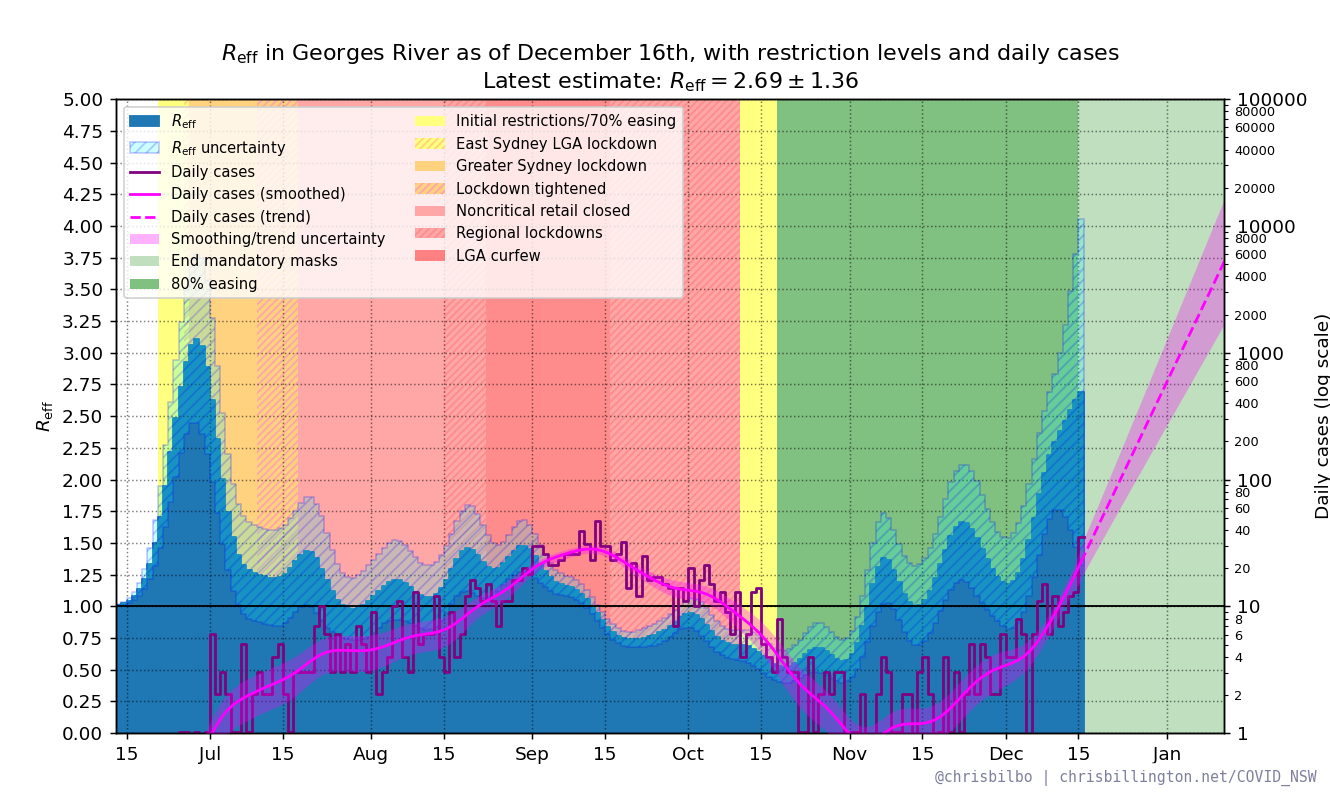 Reff in Georges River as of December 16th, with restriction levels and daily cases
Latest estimate: Reff = 2.69 ± 1.36
Reff
Reff uncertainty
Daily cases
Daily cases (smoothed)
Daily cases (trend)
Smoothing/trend uncertainty
End mandatory masks
80% easing
Initial restrictions/70% easing
East Sydney LGA lockdown
Greater Sydney lockdown
Lockdown tightened
Noncritical retail closed
Regional lockdowns
LGA curfew
Reff
5.00
4.75
4.50
4.25
4.00
3.75
3.50
3.25
3.00
2.75
2.50
2.25
2.00
1.75
1.50
1.25
1.00
0.75
0.50
0.25
0.00
15 Jul 15 Aug 15 Sep 15 Oct 15 Nov 15 Dec 15 Jan
100000
80000
60000
40000
20000
10000
8000
6000
4000
2000
1000
800
600
400
200
100
80
60
40
20
10
8
6
4
2
1
Daily cases (log scale)
@chrisbilbo | chrisbillington.net/COVID_NSW